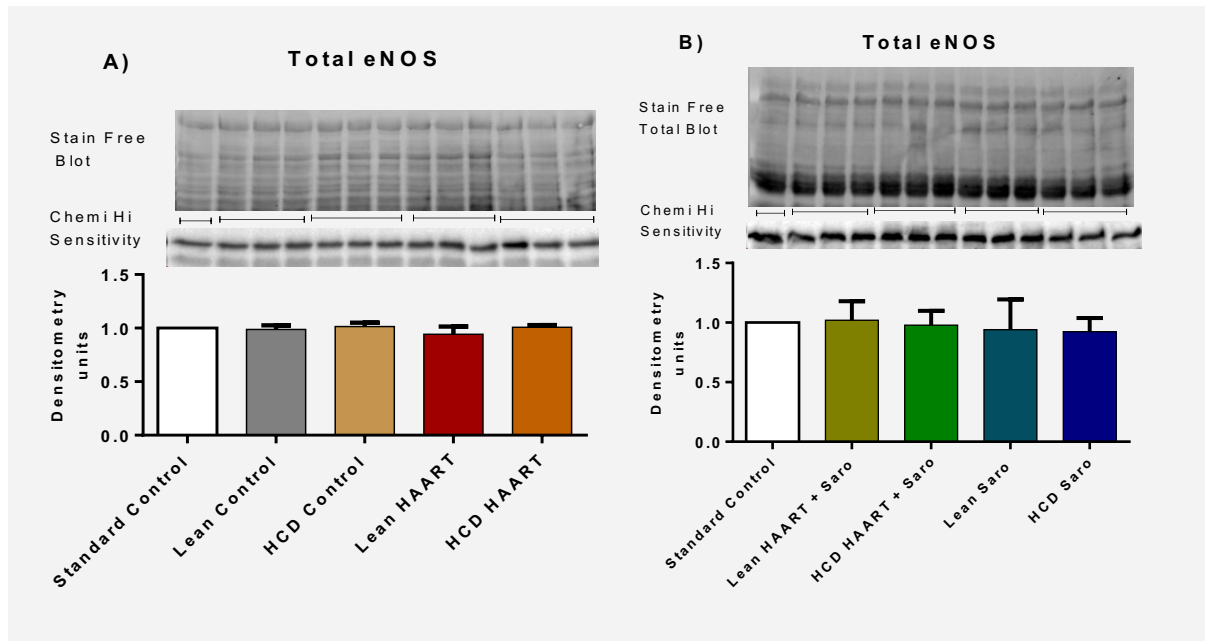 A)
Total eNOS
Stain Free
Blot
Chemi Hi
Sensitivity
Densitometry
units
1.5
1.0
0.5
0.0
Standard Control
Lean Control
HCD Control
Lean HAART
HCD HAART
B)
Total eNOS
Stain Free
Total Blot
Chemi Hi
Sensitivity
Densitometry
units
1.5
1.0
0.5
0.0
Standard Control
Lean HAART + Saro
HCD HAART + Saro
Lean Saro
HCD Saro